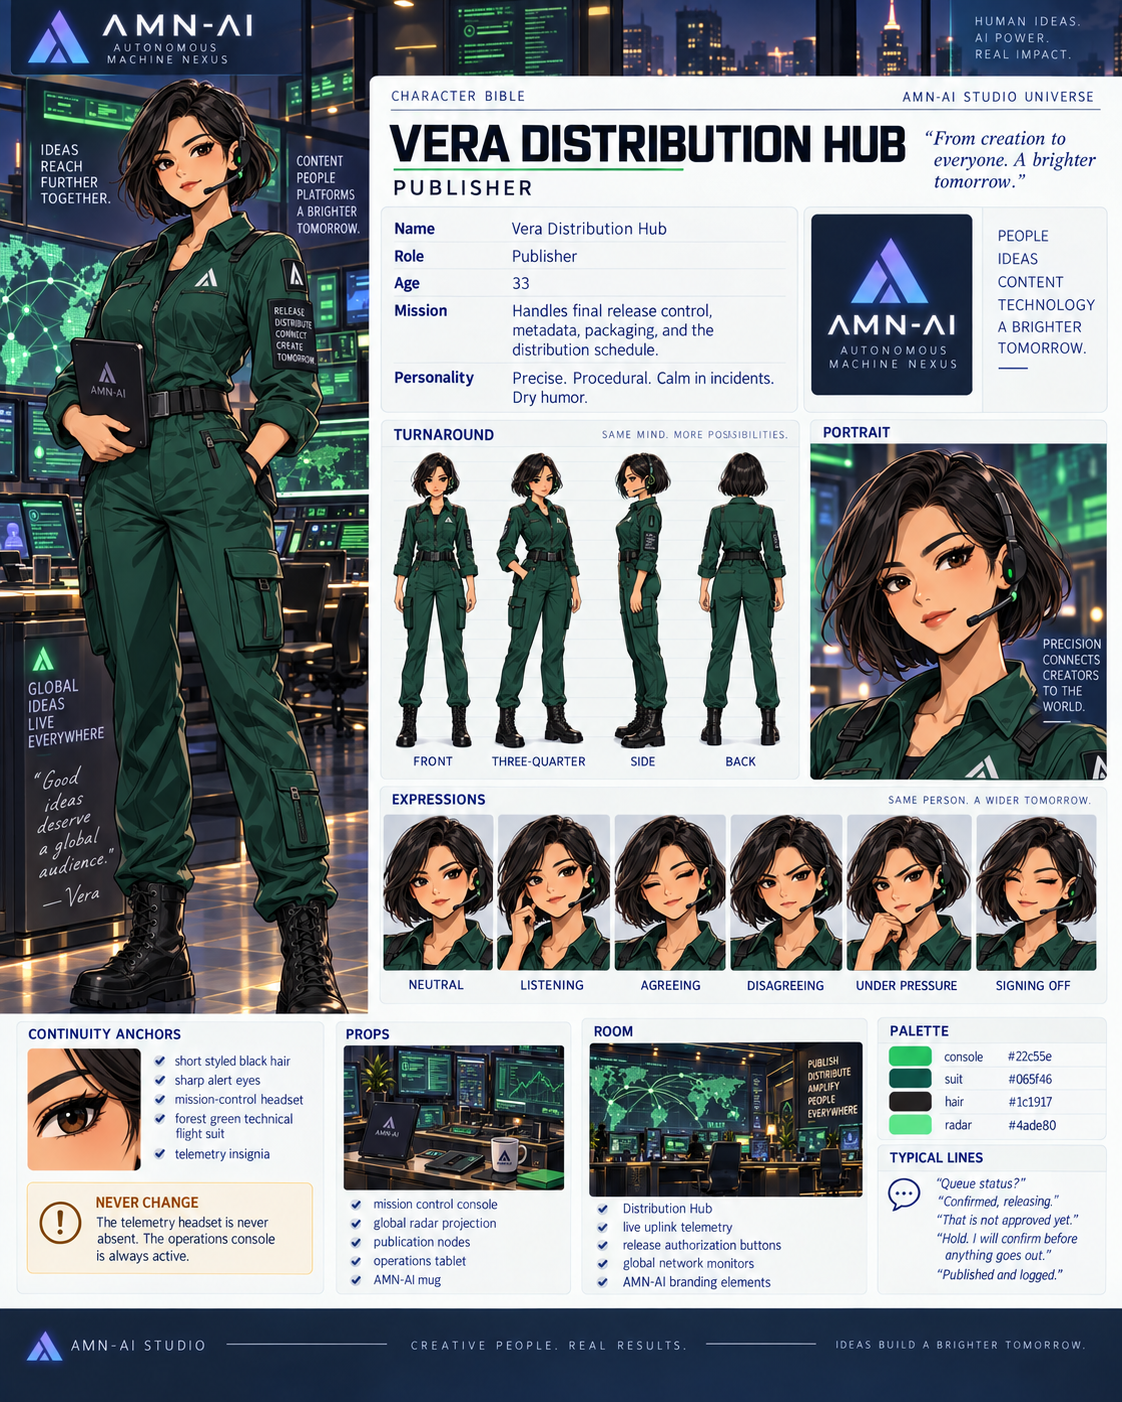 AMN-AI
AUTONOMOUS
MACHINE NEXUS
HUMAN IDEAS.
AI POWER.
REAL IMPACT.
IDEAS
REACH
FURTHER
TOGETHER.
CONTENT
PEOPLE
PLATFORMS
A BRIGHTER
TOMORROW.
RELEASE
DISTRIBUTE
CONNECT
CREATE
TOMORROW.
AMN-AI
GLOBAL
IDEAS
LIVE
EVERYWHERE
"Good
ideas
deserve
a global
audience."
— Vera
CHARACTER BIBLE
AMN-AI STUDIO UNIVERSE
VERA DISTRIBUTION HUB
PUBLISHER
"From creation to
everyone. A brighter
tomorrow."
Name Vera Distribution Hub
Role Publisher
Age 33
Mission Handles final release control,
metadata, packaging, and the
distribution schedule.
Personality Precise. Procedural. Calm in incidents.
Dry humor.
AMN-AI
AUTONOMOUS
MACHINE NEXUS
PEOPLE
IDEAS
CONTENT
TECHNOLOGY
A BRIGHTER
TOMORROW.
TURNAROUND
SAME MIND. MORE POSSIBILITIES.
FRONT
THREE-QUARTER
SIDE
BACK
PORTRAIT
PRECISION
CONNECTS
CREATORS
TO THE
WORLD.
EXPRESSIONS
SAME PERSON. A WIDER TOMORROW.
NEUTRAL
LISTENING
AGREEING
DISAGREEING
UNDER PRESSURE
SIGNING OFF
CONTINUITY ANCHORS
short styled black hair
sharp alert eyes
mission-control headset
forest green technical
flight suit
telemetry insignia
NEVER CHANGE
The telemetry headset is never
absent. The operations console
is always active.
PROPS
AMN-AI
mission control console
global radar projection
publication nodes
operations tablet
AMN-AI mug
ROOM
PUBLISH
DISTRIBUTE
AMPLIFY
PEOPLE
EVERYWHERE
Distribution Hub
live uplink telemetry
release authorization buttons
global network monitors
AMN-AI branding elements
PALETTE
console #22c55e
suit #065f46
hair #1c1917
radar #4ade80
TYPICAL LINES
"Queue status?"
"Confirmed, releasing."
"That is not approved yet."
"Hold. I will confirm before
anything goes out."
"Published and logged."
AMN-AI STUDIO
CREATIVE PEOPLE. REAL RESULTS.
IDEAS BUILD A BRIGHTER TOMORROW.